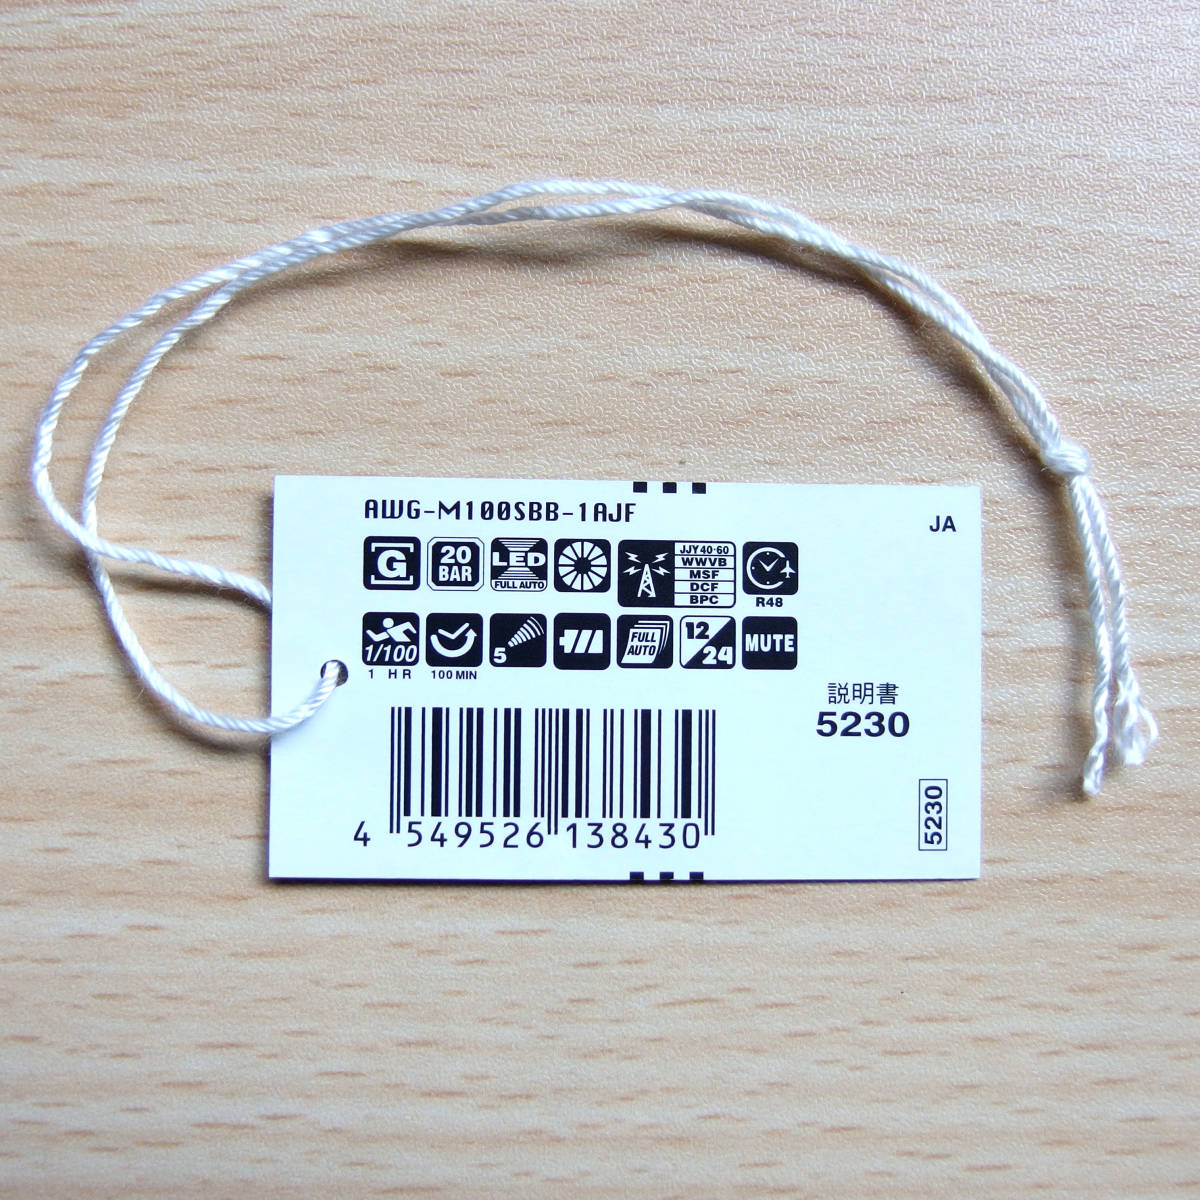 AWG-M100SBB-1AJF
JA
G
20 BAR
LED FULL AUTO
JJY40·60
WWVB
MSF
DCF
BPC
R48
1/100
1 HR
100 MIN
5
FULL AUTO
12/24
MUTE
説明書
5230
4 549526 138430
5230